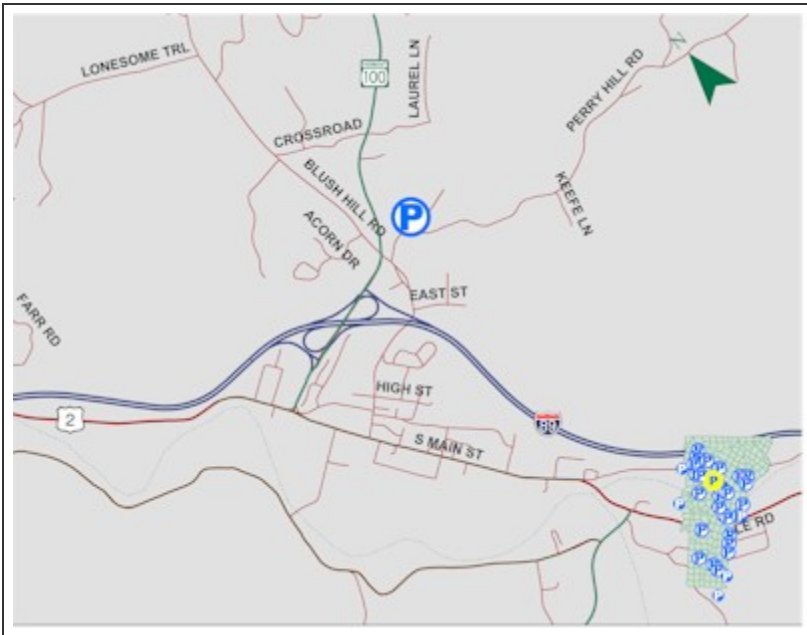 LONESOME TRL
100
LAUREL LN
PERRY HILL RD
N
CROSSROAD
BLUSH HILL RD
KEEFE LN
P
ACORN DR
EAST ST
FARR RD
HIGH ST
2
89
S MAIN ST
P
LE RD